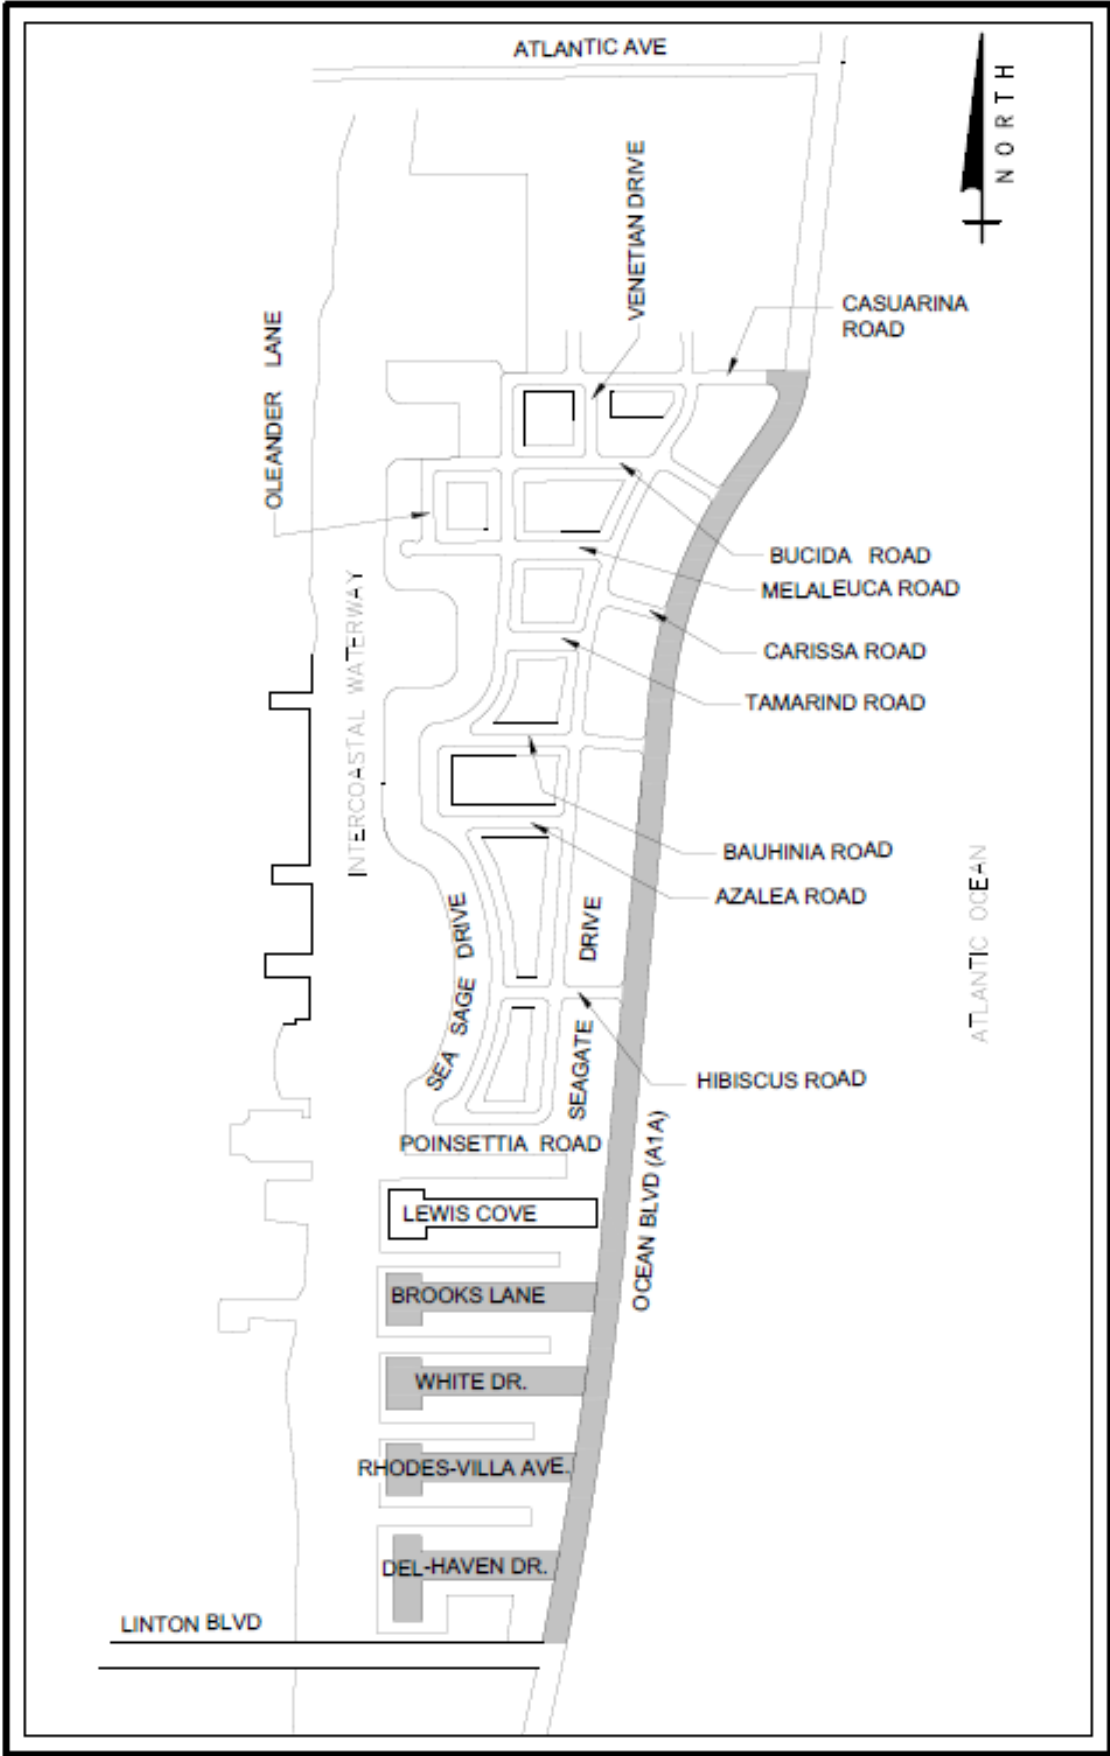 ATLANTIC AVE
NORTH
VENETIAN DRIVE
CASUARINA
ROAD
OLEANDER LANE
BUCIDA ROAD
MELALEUCA ROAD
INTERCOASTAL WATERWAY
CARISSA ROAD
TAMARIND ROAD
BAUHINIA ROAD
AZALEA ROAD
ATLANTIC OCEAN
SEA SAGE DRIVE
SEAGATE DRIVE
HIBISCUS ROAD
POINSETTIA ROAD
OCEAN BLVD (A1A)
LEWIS COVE
BROOKS LANE
WHITE DR.
RHODES-VILLA AVE.
DEL-HAVEN DR.
LINTON BLVD